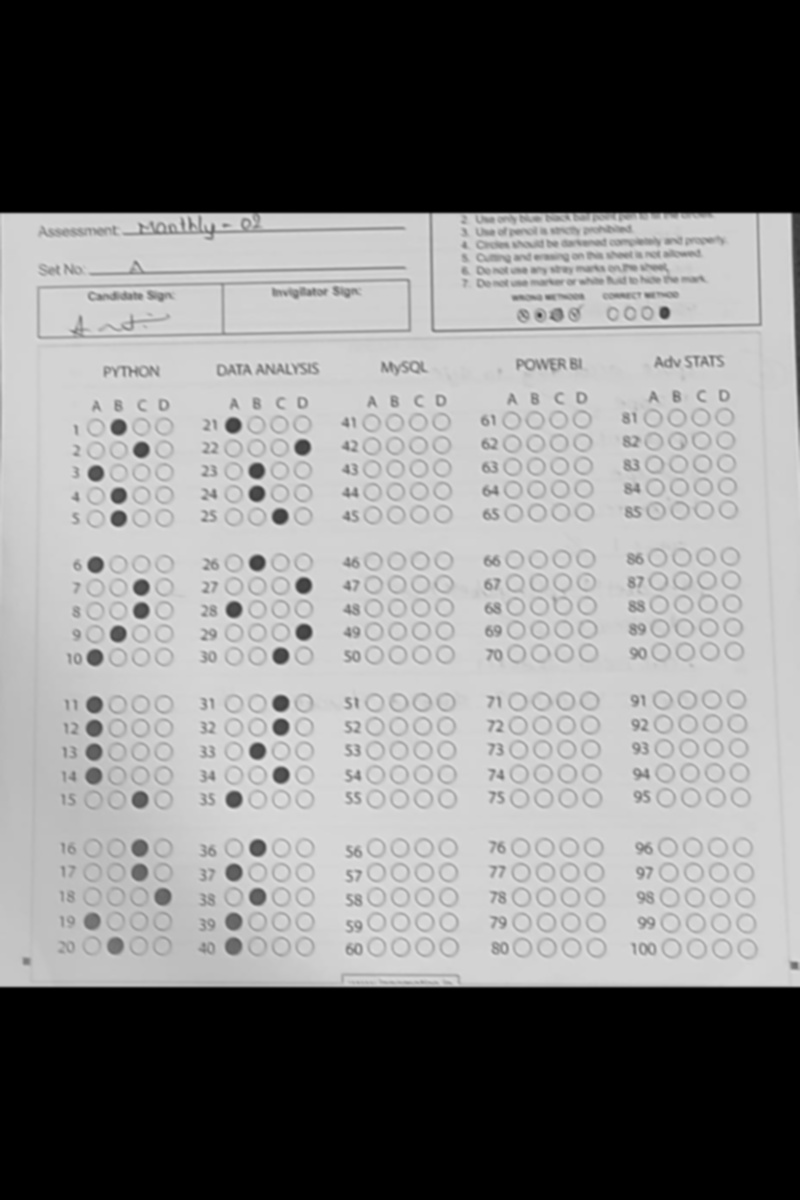 Assessment: Monthly - 02
Set No: A
Candidate Sign:
Invigilator Sign:
2. Use only blue/black ball point pen to fill the circles.
3. Use of pencil is strictly prohibited.
4. Circles should be darkened completely and properly.
5. Cutting and erasing on this sheet is not allowed.
6. Do not use any stray marks on the sheet.
7. Do not use marker or white fluid to hide the mark.
WRONG METHODS CORRECT METHOD
PYTHON DATA ANALYSIS MySQL POWER BI Adv STATS
A B C D A B C D A B C D A B C D A B C D
1 21 41 61 81
2 22 42 62 82
3 23 43 63 83
4 24 44 64 84
5 25 45 65 85
6 26 46 66 86
7 27 47 67 87
8 28 48 68 88
9 29 49 69 89
10 30 50 70 90
11 31 51 71 91
12 32 52 72 92
13 33 53 73 93
14 34 54 74 94
15 35 55 75 95
16 36 56 76 96
17 37 57 77 97
18 38 58 78 98
19 39 59 79 99
20 40 60 80 100